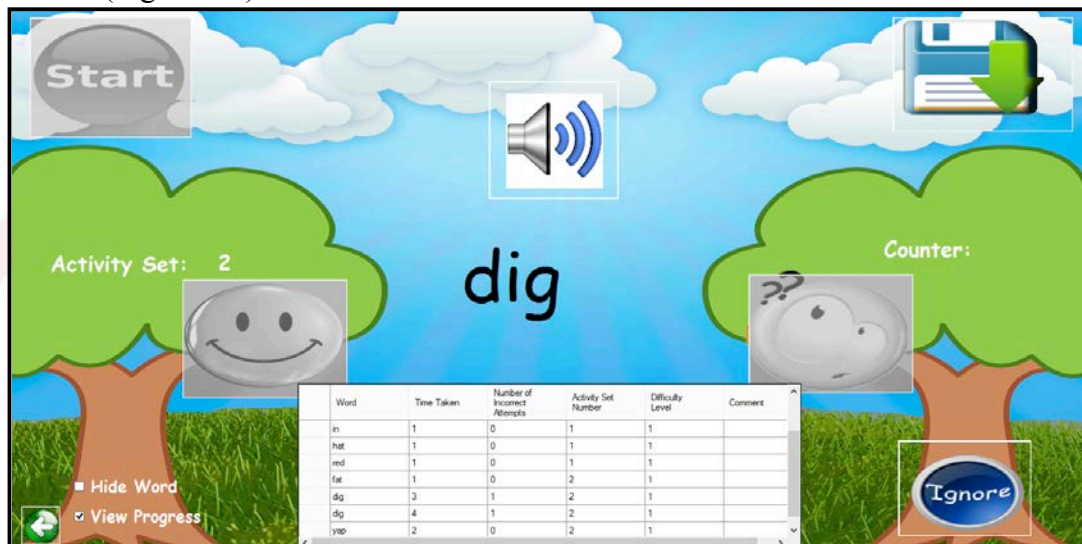 Start
Activity Set: 2
dig
Counter:
??
Word Time Taken Number of Incorrect Attempts Activity Set Number Difficulty Level Comment
in 1 0 1 1
hat 1 0 1 1
red 1 0 1 1
fat 1 0 2 1
dig 3 1 2 1
dig 4 1 2 1
yap 2 0 2 1
Hide Word
View Progress
Ignore